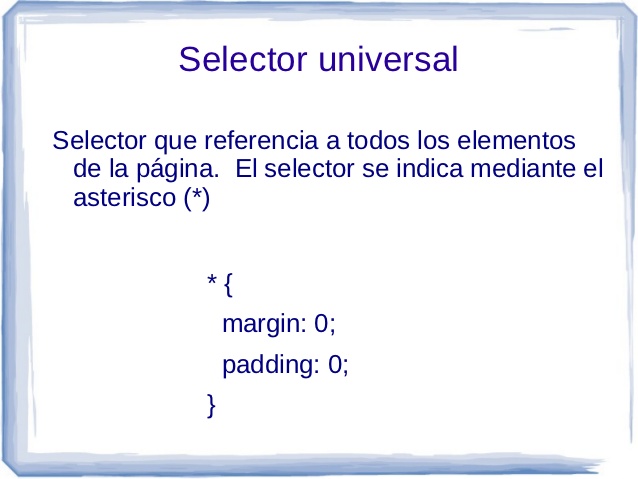 Selector universal
Selector que referencia a todos los elementos
de la página.  El selector se indica mediante el
asterisco (*)
* {
margin: 0;
padding: 0;
}